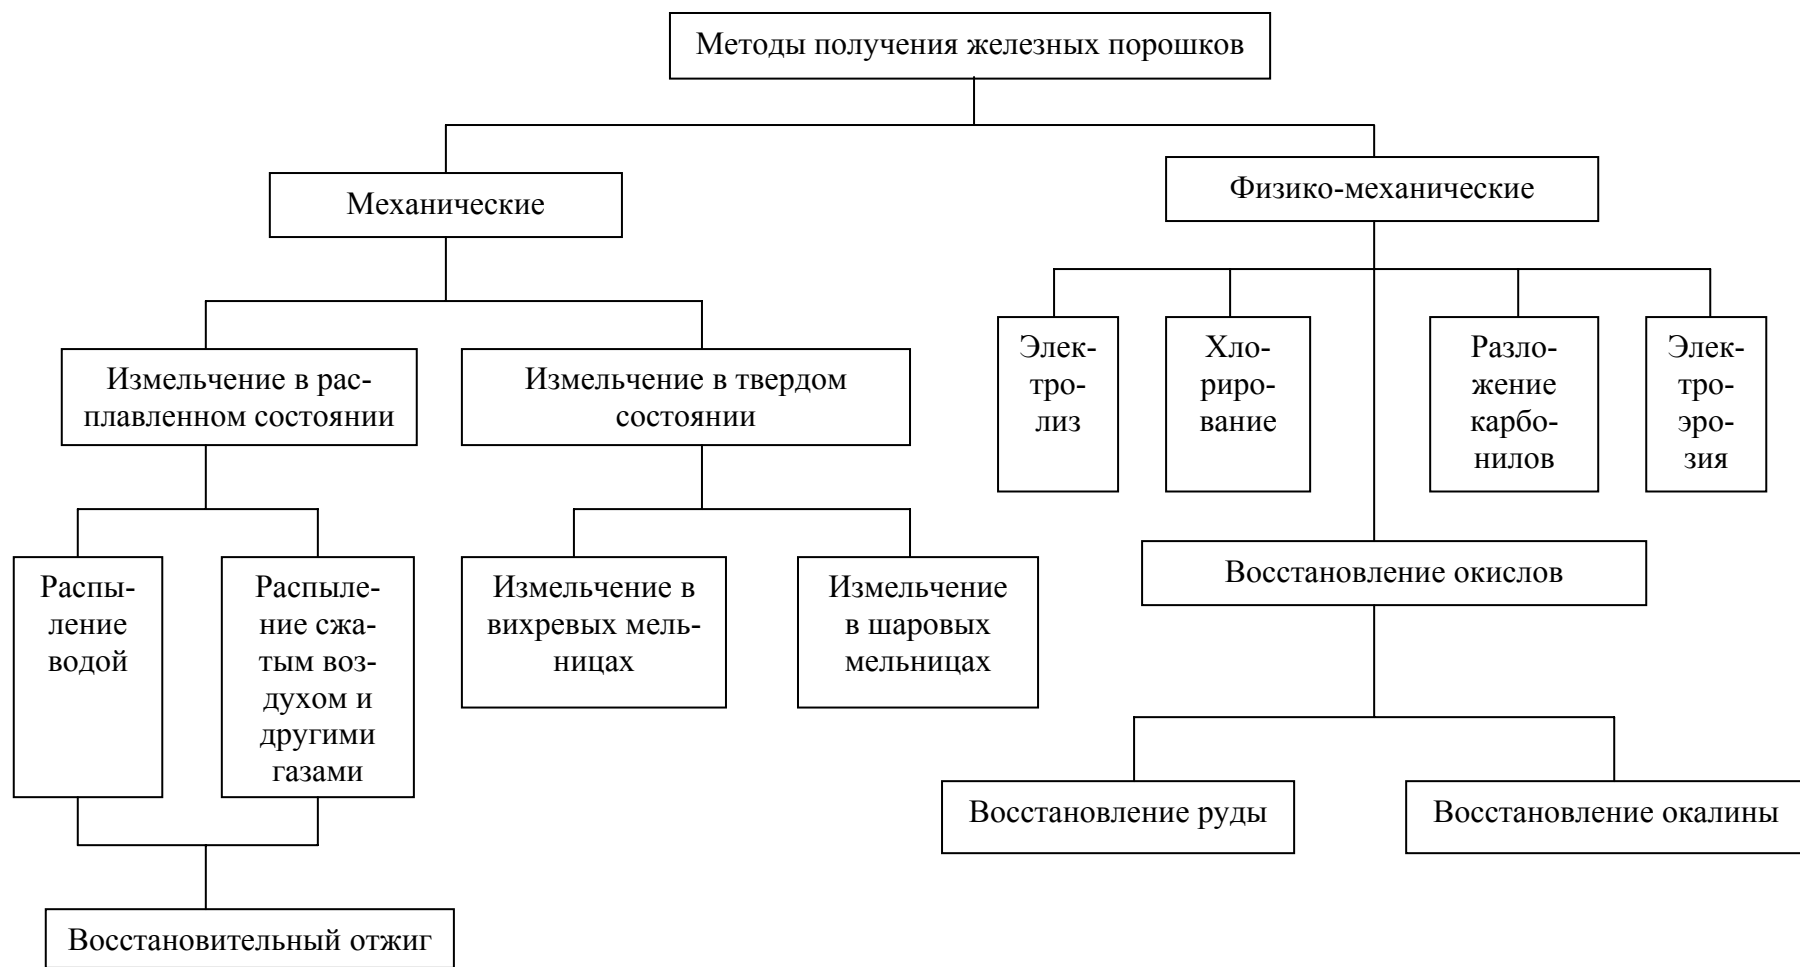 Методы получения железных порошков
Механические
Физико-механические
Измельчение в рас-
плавленном состоянии
Измельчение в твердом
состоянии
Элек-
тро-
лиз
Хло-
риро-
вание
Разло-
жение
карбо-
нилов
Элек-
тро-
эро-
зия
Распы-
ление
водой
Распыле-
ние сжа-
тым воз-
духом и
другими
газами
Измельчение в
вихревых мель-
ницах
Измельчение
в шаровых
мельницах
Восстановление окислов
Восстановление руды
Восстановление окалины
Восстановительный отжиг